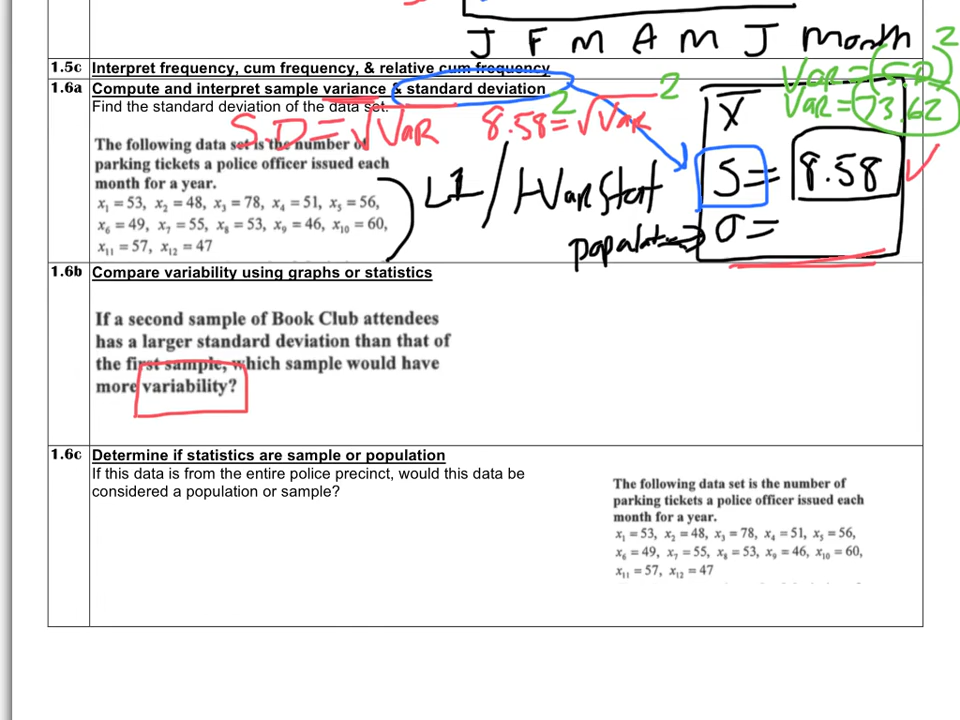 J F M A M J Month
1.5c Interpret frequency, cum frequency, & relative cum frequency
1.6a Compute and interpret sample variance & standard deviation
Find the standard deviation of the data set.
S.D = √Var 8.58² = √Var²
Var = (S.D)²
Var = 73.62
The following data set is the number of
parking tickets a police officer issued each
month for a year.
x₁ = 53, x₂ = 48, x₃ = 78, x₄ = 51, x₅ = 56,
x₆ = 49, x₇ = 55, x₈ = 53, x₉ = 46, x₁₀ = 60,
x₁₁ = 57, x₁₂ = 47
L1 / 1-Var Stat
x̄
S = 8.58
population ⇒ σ =
1.6b Compare variability using graphs or statistics
If a second sample of Book Club attendees
has a larger standard deviation than that of
the first sample, which sample would have
more variability?
1.6c Determine if statistics are sample or population
If this data is from the entire police precinct, would this data be
considered a population or sample?
The following data set is the number of
parking tickets a police officer issued each
month for a year.
x₁ = 53, x₂ = 48, x₃ = 78, x₄ = 51, x₅ = 56,
x₆ = 49, x₇ = 55, x₈ = 53, x₉ = 46, x₁₀ = 60,
x₁₁ = 57, x₁₂ = 47